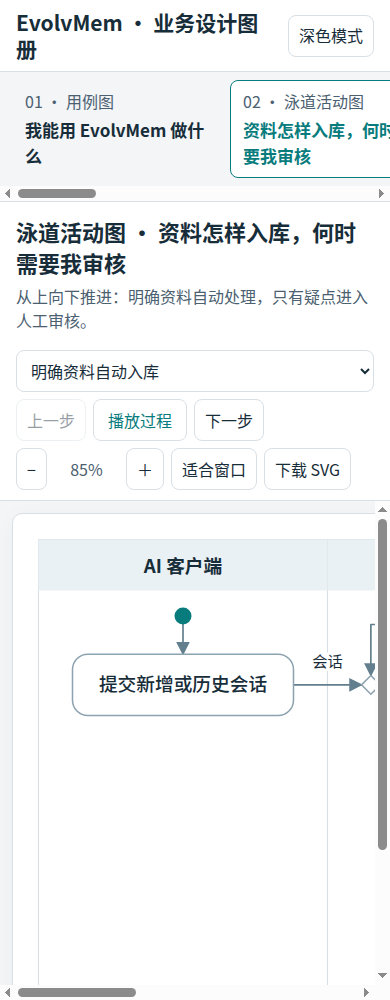 EvolvMem · 业务设计图
册
深色模式
01 · 用例图
我能用 EvolvMem 做什
么
02 · 泳道活动图
资料怎样入库，何时
要我审核
泳道活动图 · 资料怎样入库，何时
需要我审核
从上向下推进：明确资料自动处理，只有疑点进入
人工审核。
明确资料自动入库
上一步
播放过程
下一步
−
85%
＋
适合窗口
下载 SVG
AI 客户端
会话
提交新增或历史会话